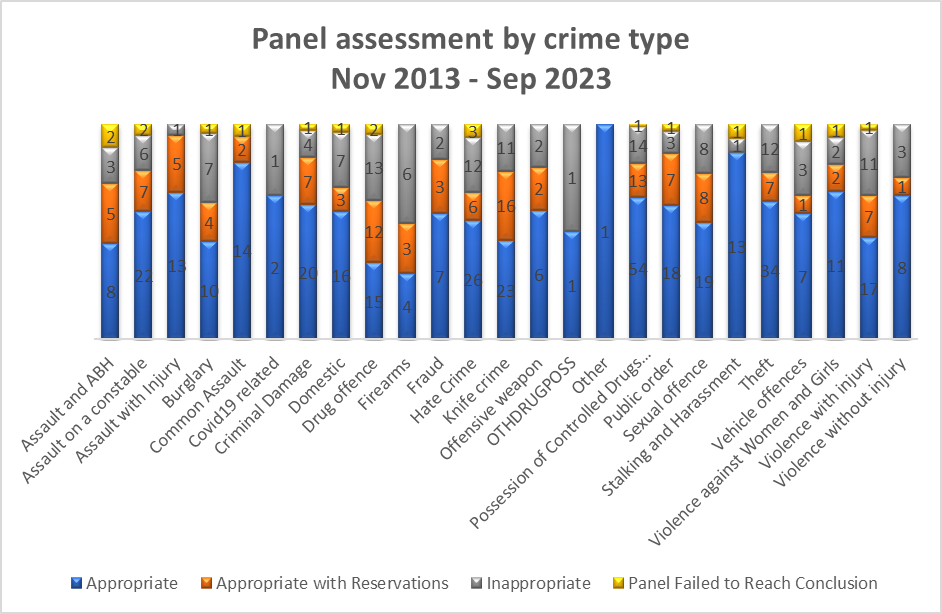 Panel assessment by crime type
Nov 2013 - Sep 2023
2 2 1 1 1 1 1 1 2 6 2 3 11 2 1 1 1 1 8 1 12 1 1 1 3
3 6 5 7 2 2 4 7 13 3 3 12 16 2 1 14 3 8 1 7 3 2 11 1
5 7 13 4 14 7 3 12 4 7 6 23 6 13 7 19 13 34 1 2 7 8
8 22 10 20 16 15 26 54 18 7 11 17
Assault and ABH
Assault on a constable
Assault with Injury
Burglary
Common Assault
Covid19 related
Criminal Damage
Domestic
Drug offence
Firearms
Fraud
Hate Crime
Knife crime
Offensive weapon
OTHDRUGPOSS
Other
Possession of Controlled Drugs...
Public order
Sexual offence
Stalking and Harassment
Theft
Vehicle offences
Violence against Women and Girls
Violence with injury
Violence without injury
Appropriate Appropriate with Reservations Inappropriate Panel Failed to Reach Conclusion